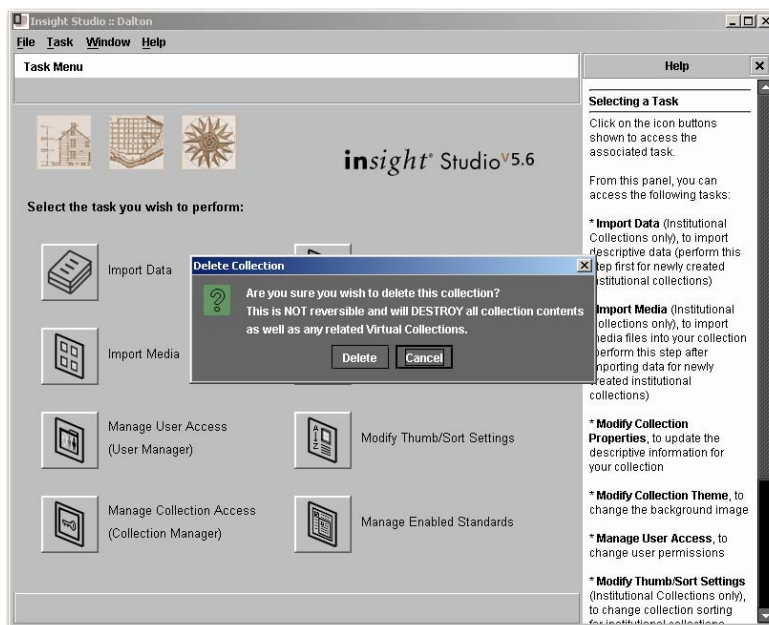 Insight Studio :: Dalton
File Task Window Help
Task Menu
insight® Studio v5.6
Select the task you wish to perform:
Import Data
Import Media
Manage User Access
(User Manager)
Modify Thumb/Sort Settings
Manage Collection Access
(Collection Manager)
Manage Enabled Standards
Delete Collection
Are you sure you wish to delete this collection?
This is NOT reversible and will DESTROY all collection contents
as well as any related Virtual Collections.
Delete Cancel
Help
Selecting a Task
Click on the icon buttons
shown to access the
associated task.
From this panel, you can
access the following tasks:
* Import Data (Institutional
Collections only), to import
descriptive data (perform this
step first for newly created
institutional collections)
* Import Media (Institutional
Collections only), to import
media files into your collection
(perform this step after
importing data for newly
created institutional
collections)
* Modify Collection
Properties, to update the
descriptive information for
your collection
* Modify Collection Theme, to
change the background image
* Manage User Access, to
change user permissions
* Modify Thumb/Sort Settings
(Institutional Collections only),
to change collection sorting
for institutional collections